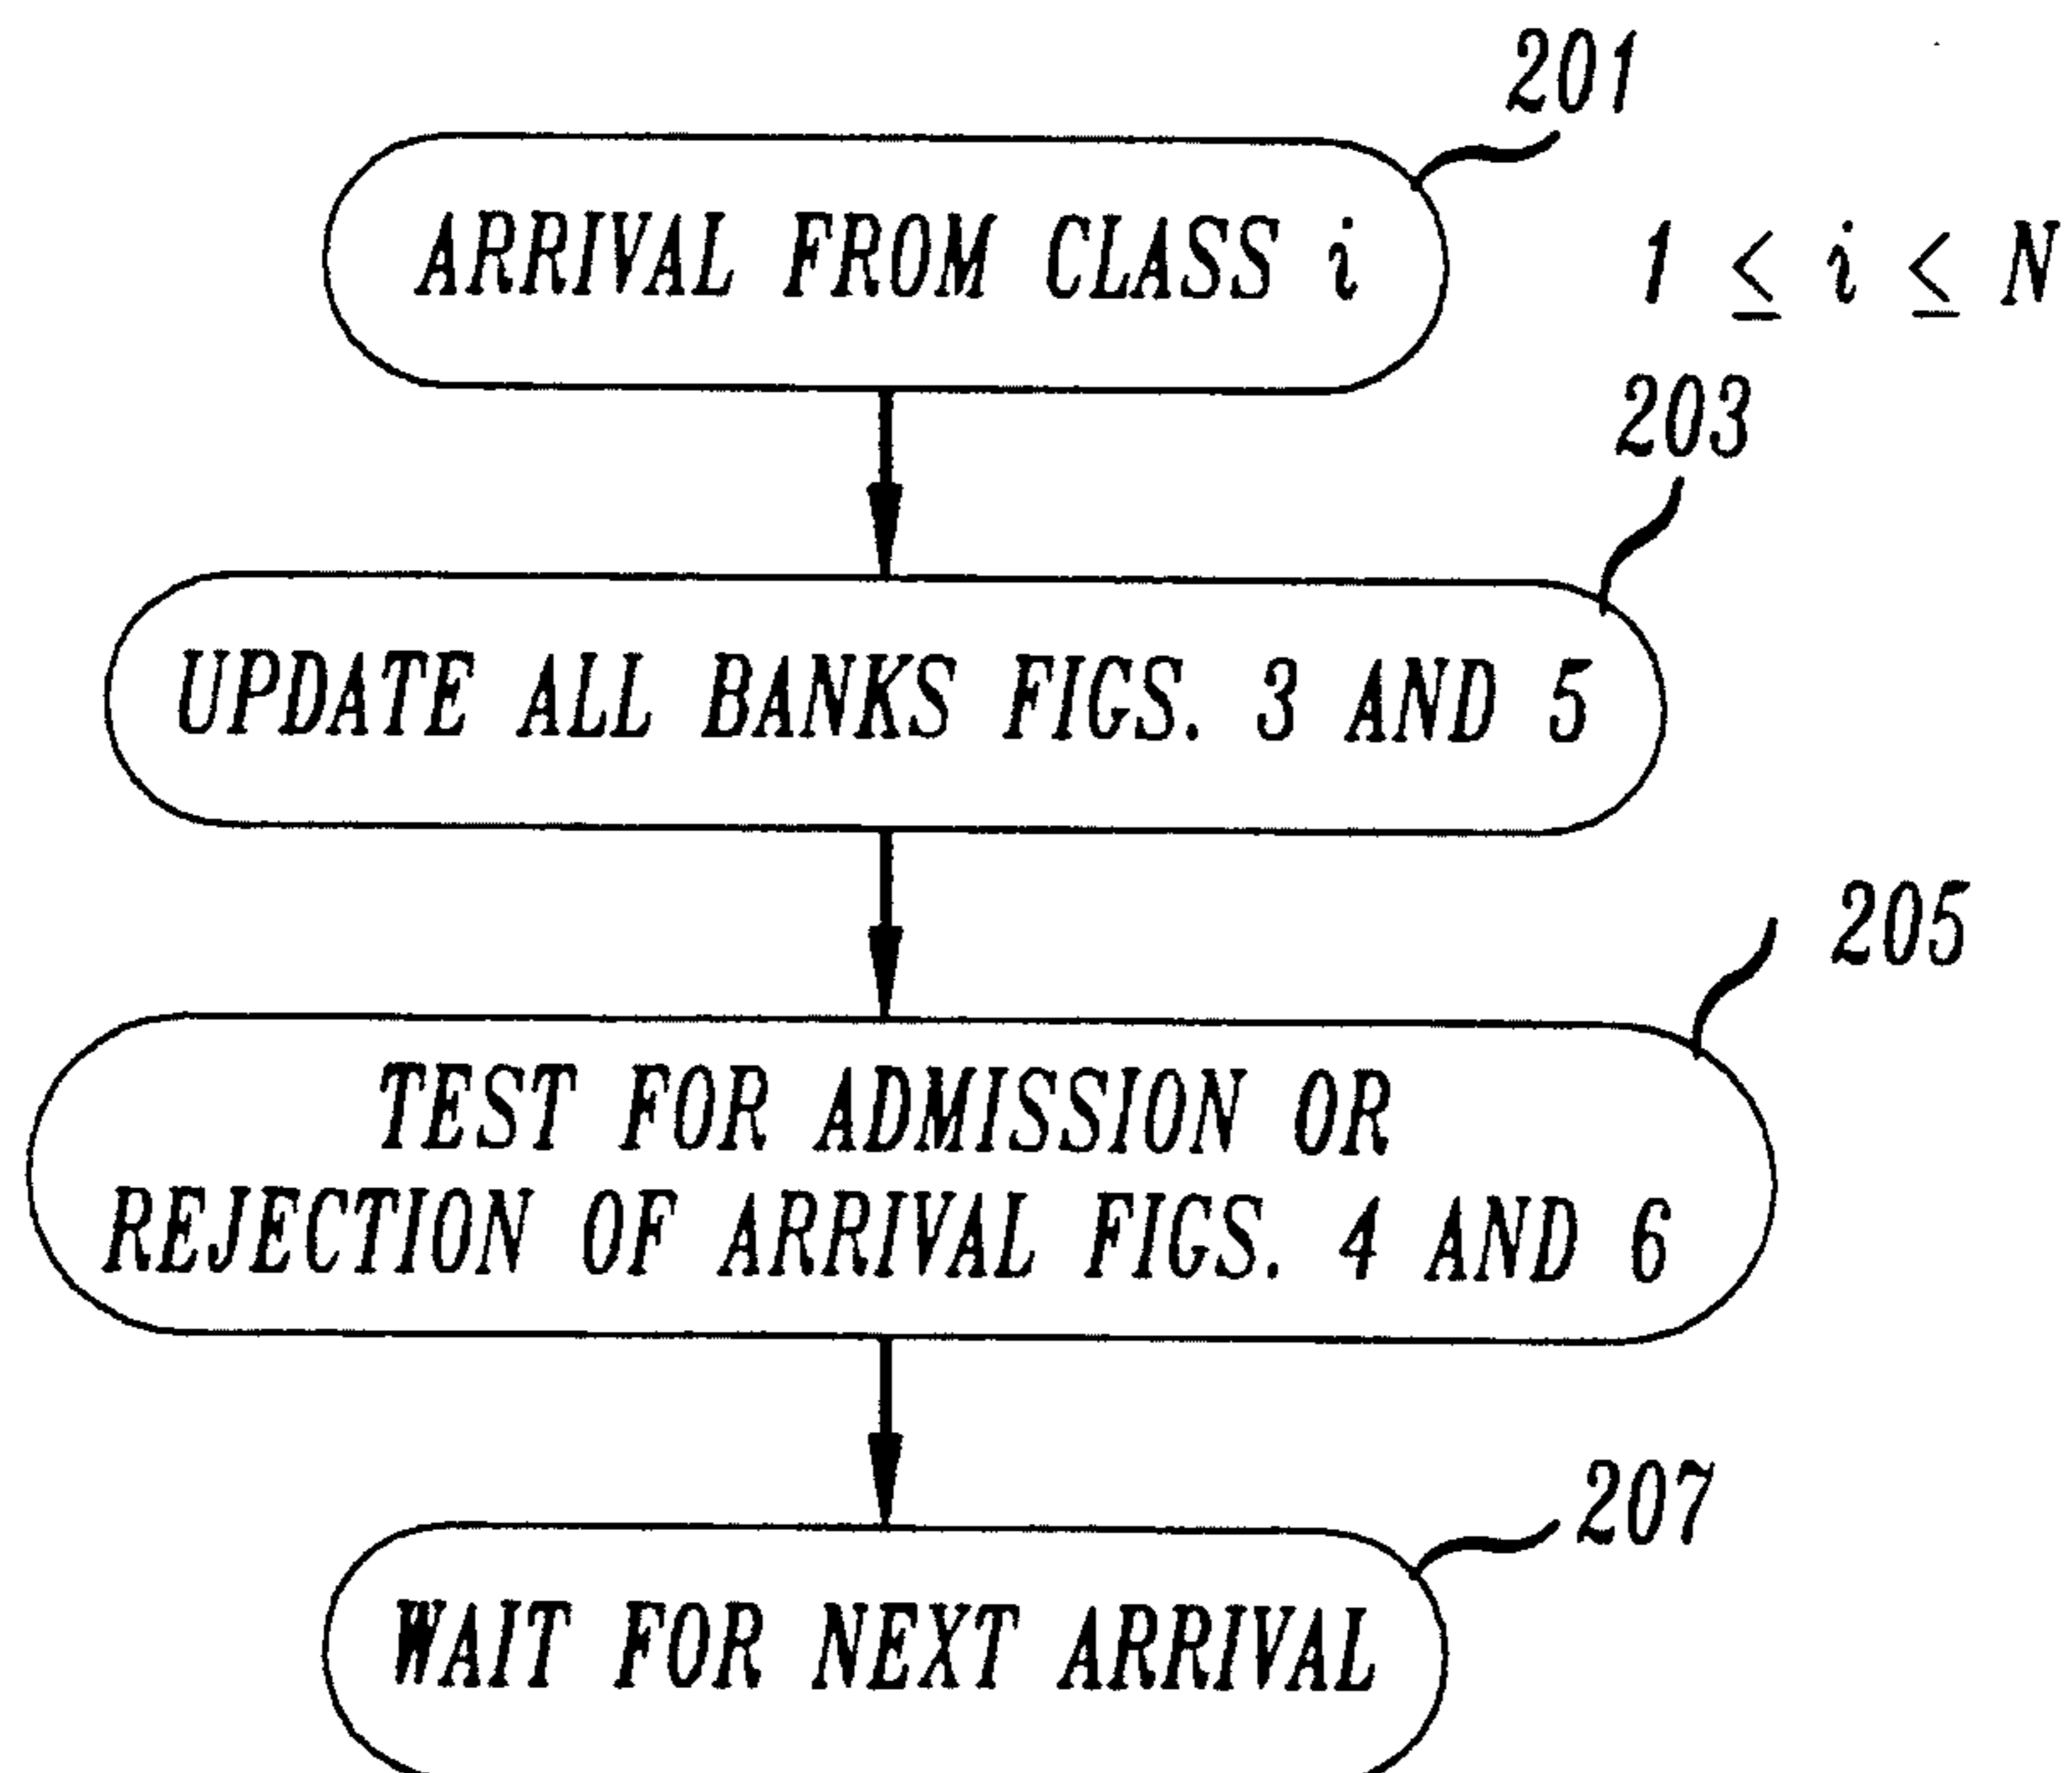 201
ARRIVAL FROM CLASS i
1 ≤ i ≤ N
203
UPDATE ALL BANKS FIGS. 3 AND 5
205
TEST FOR ADMISSION OR
REJECTION OF ARRIVAL FIGS. 4 AND 6
207
WAIT FOR NEXT ARRIVAL